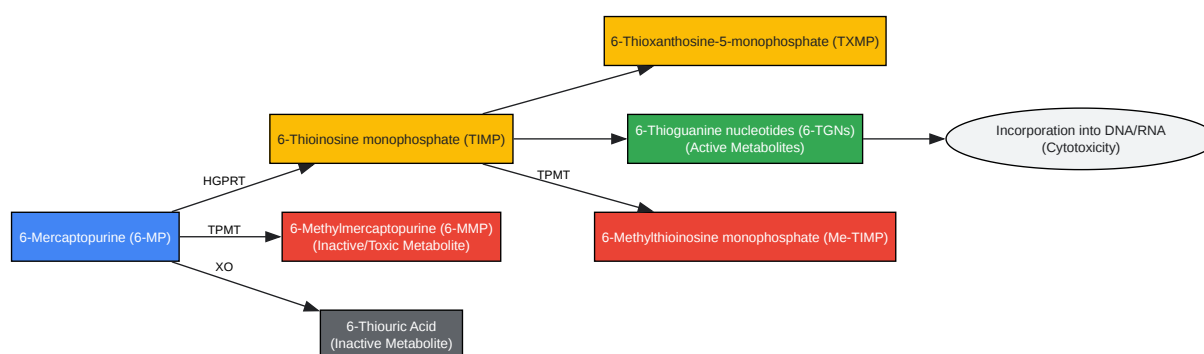 6-Thioxanthosine-5-monophosphate (TXMP)
6-Thioinosine monophosphate (TIMP)
6-Thioguanine nucleotides (6-TGNs)
(Active Metabolites)
Incorporation into DNA/RNA
(Cytotoxicity)
HGPRT
TPMT
6-Mercaptopurine (6-MP)
TPMT
6-Methylmercaptopurine (6-MMP)
(Inactive/Toxic Metabolite)
6-Methylthioinosine monophosphate (Me-TIMP)
XO
6-Thiouric Acid
(Inactive Metabolite)